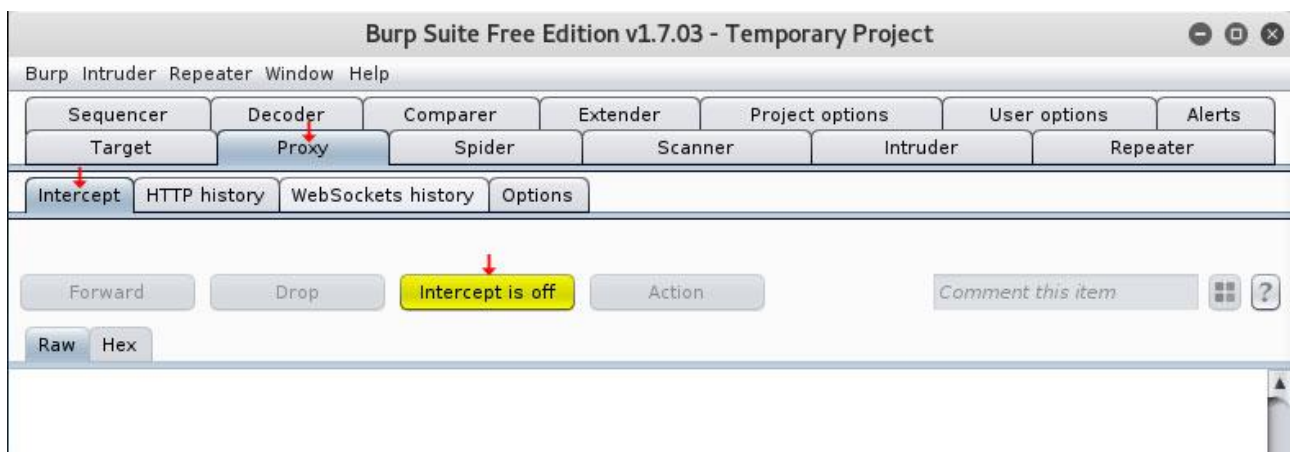 Burp Suite Free Edition v1.7.03 - Temporary Project
Burp Intruder Repeater Window Help
Sequencer Decoder Comparer Extender Project options User options Alerts
Target Proxy Spider Scanner Intruder Repeater
Intercept HTTP history WebSockets history Options
Forward Drop Intercept is off Action Comment this item ?
Raw Hex